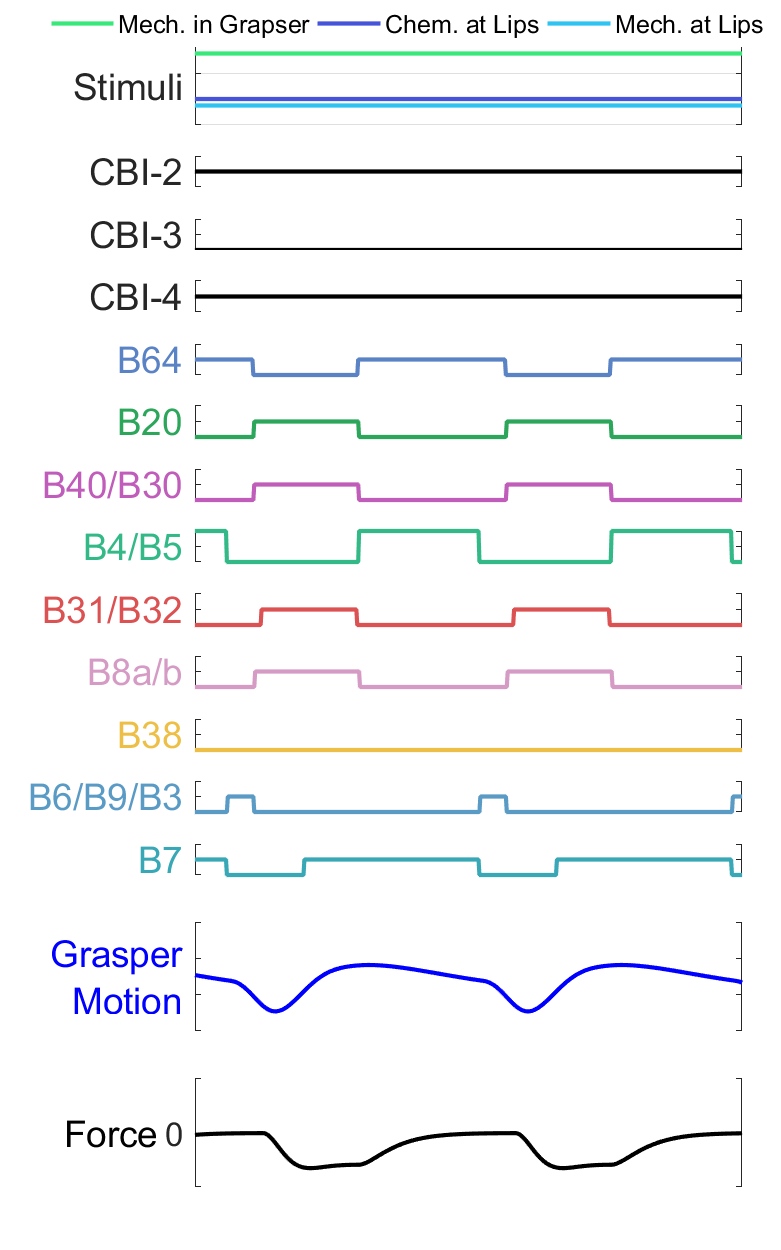 Mech. in Grapser Chem. at Lips Mech. at Lips
Stimuli
CBI-2
CBI-3
CBI-4
B64
B20
B40/B30
B4/B5
B31/B32
B8a/b
B38
B6/B9/B3
B7
Grasper
Motion
Force 0